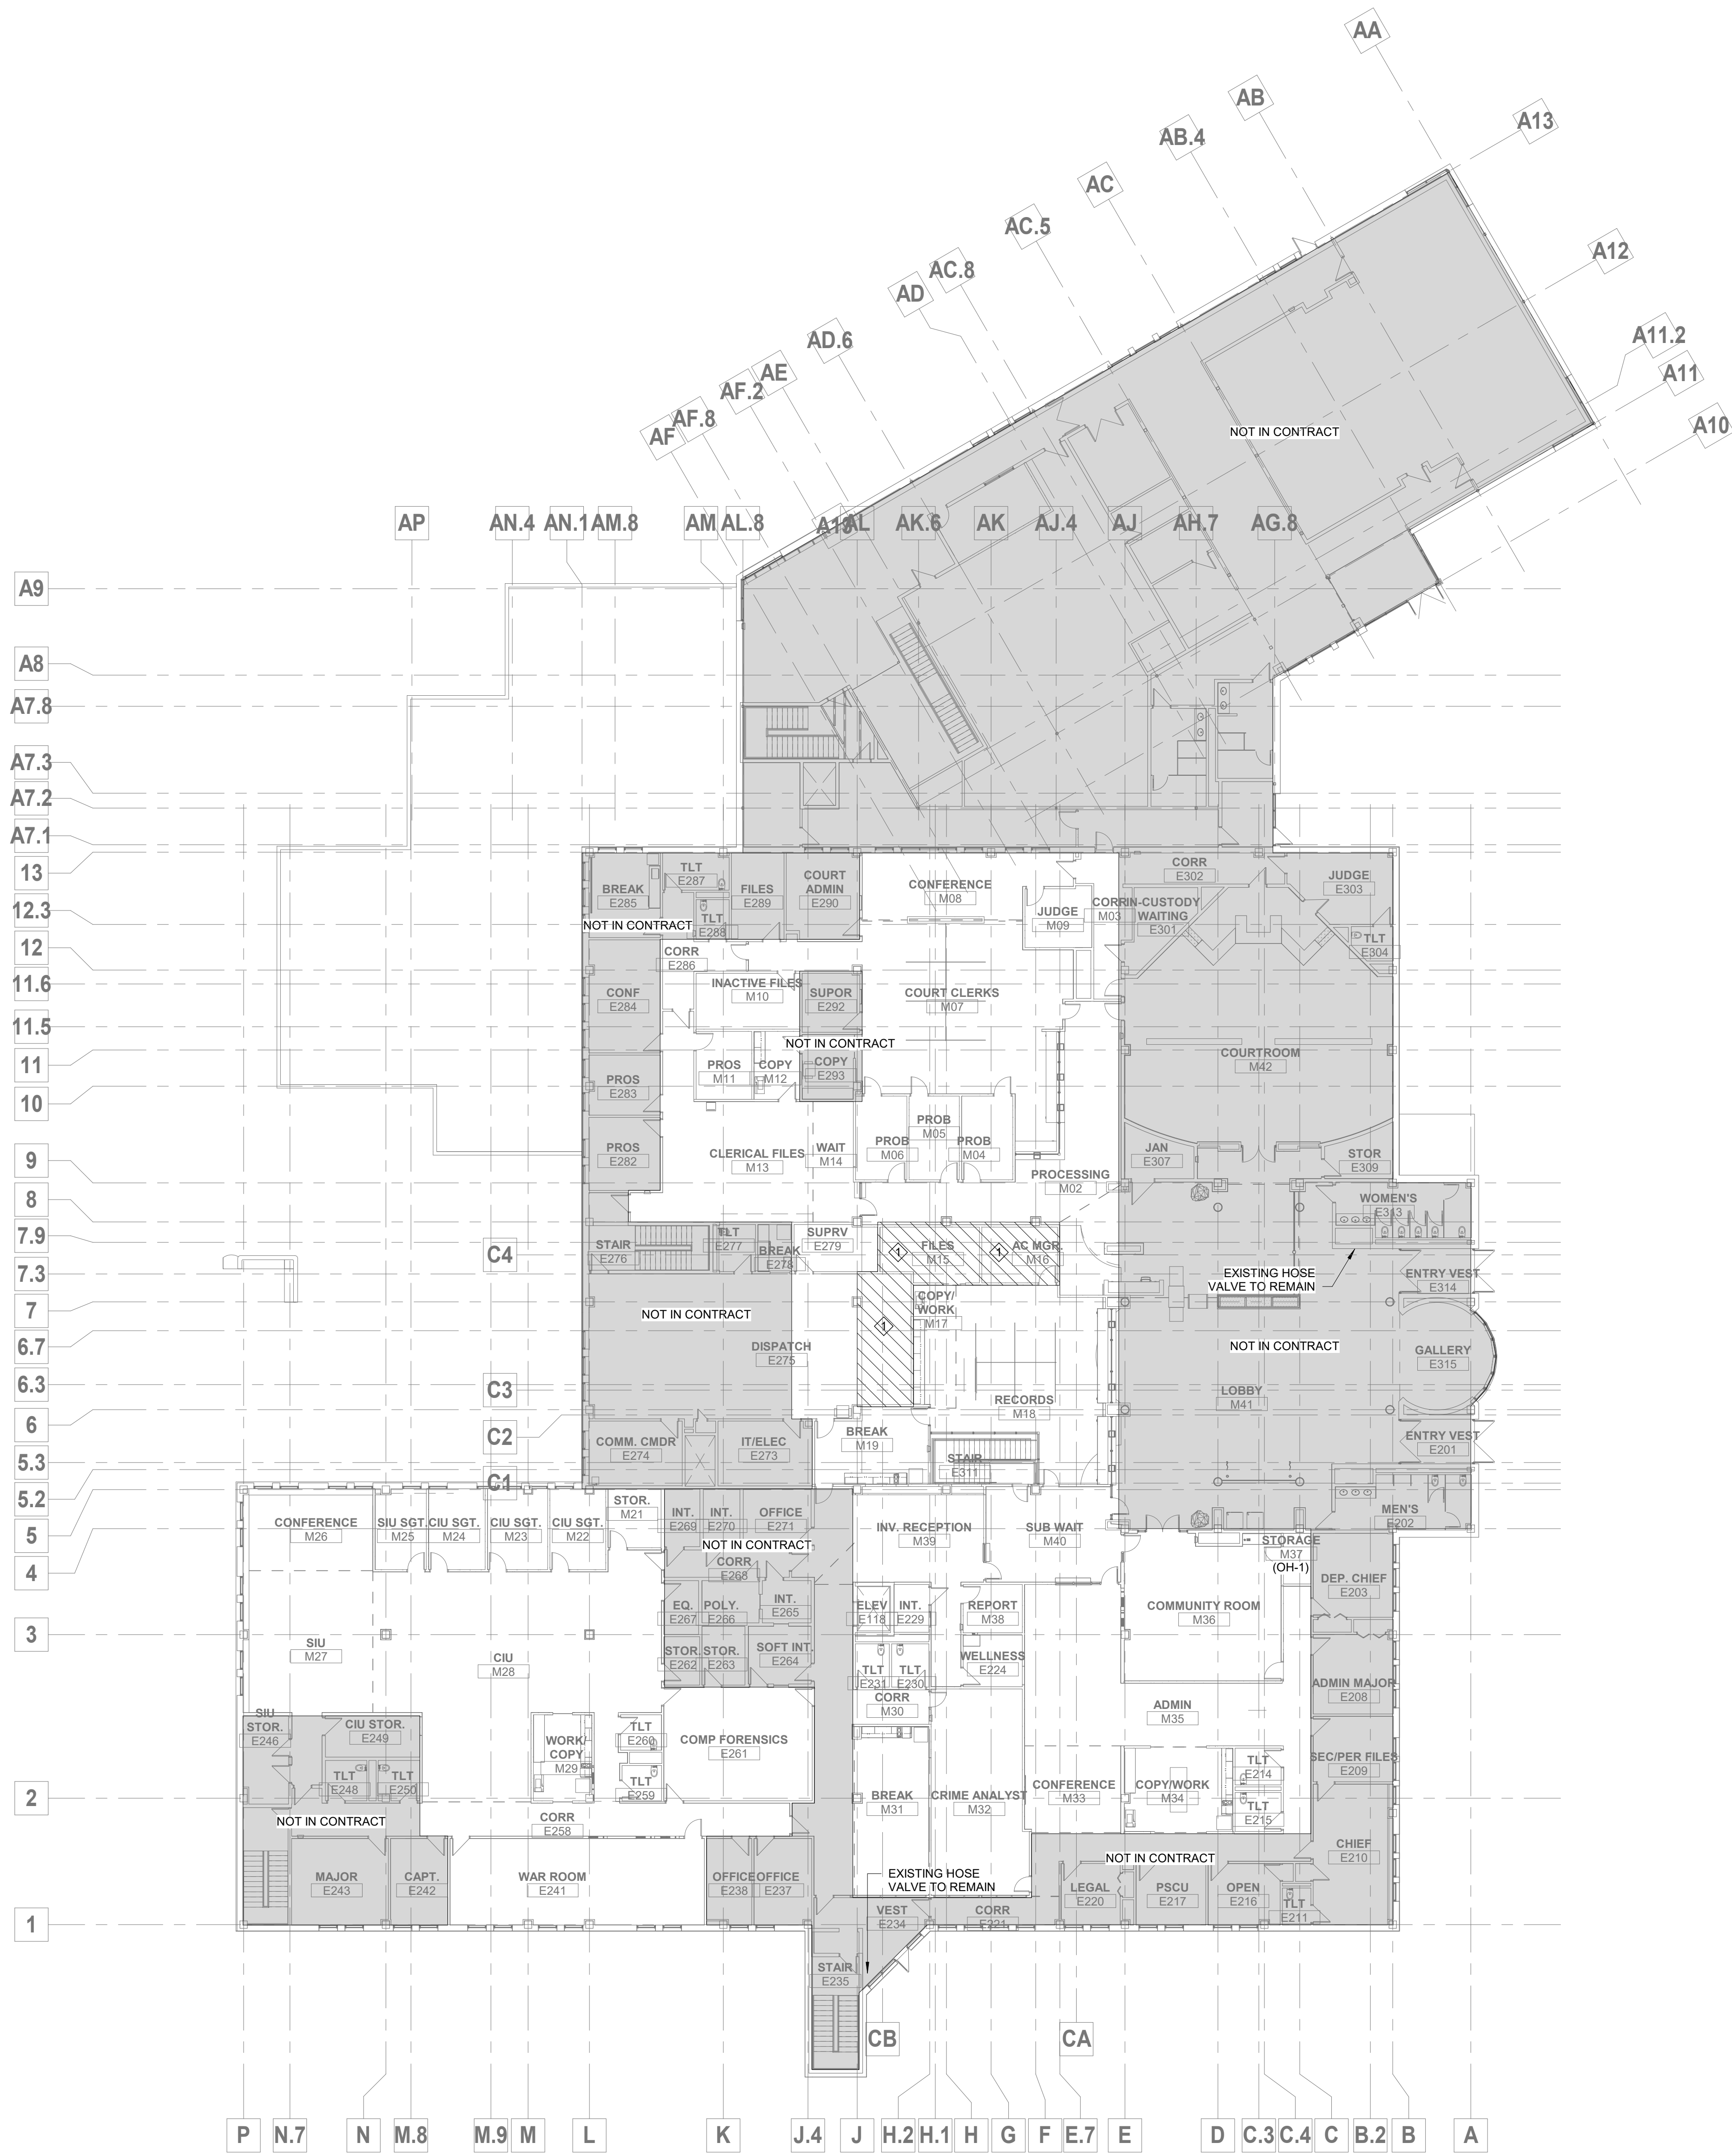 AA
AB
A13
AB.4
AC
AC.5
A12
AC.8
AD
A11.2
AD.6
AE
A11
AF.2
AF.8
A10
AF
NOT IN CONTRACT
AP
AN.4
AN.1
AM.8
AM
AL.8
AL
AK.6
AK
AJ.4
AJ
AH.7
AG.8
A9
A8
A7.8
A7.3
A7.2
A7.1
13
12.3
12
11.6
11.5
11
10
9
8
7.9
7.3
7
6.7
6.3
6
5.3
5.2
5
4
3
2
1
C4
C3
C2
C1
BREAK
E285
TLT
E287
TLT
E288
FILES
E289
COURT
ADMIN
E290
NOT IN CONTRACT
CONFERENCE
M08
JUDGE
M09
CORR
M03
IN-CUSTODY
WAITING
E301
CORR
E302
JUDGE
E303
TLT
E304
CORR
E286
CONF
E284
INACTIVE FILES
M10
SUPOR
E292
COURT CLERKS
M07
NOT IN CONTRACT
PROS
M11
COPY
M12
COPY
E293
COURTROOM
M42
PROS
E283
PROS
E282
CLERICAL FILES
M13
WAIT
M14
PROB
M06
PROB
M05
PROB
M04
PROCESSING
M02
JAN
E307
STOR
E309
WOMEN'S
E313
STAIR
E276
TLT
E277
BREAK
E278
SUPRV
E279
1
FILES
M15
1
AC MGR.
M16
EXISTING HOSE
VALVE TO REMAIN
ENTRY VEST
E314
NOT IN CONTRACT
COPY/
WORK
M17
1
DISPATCH
E275
NOT IN CONTRACT
GALLERY
E315
LOBBY
M41
RECORDS
M18
COMM. CMDR
E274
IT/ELEC
E273
BREAK
M19
STAIR
E311
ENTRY VEST
E201
MEN'S
E202
CONFERENCE
M26
SIU SGT.
M25
CIU SGT.
M24
CIU SGT.
M23
CIU SGT.
M22
STOR.
M21
INT.
E269
INT.
E270
OFFICE
E271
NOT IN CONTRACT
CORR
E268
INV. RECEPTION
M39
SUB WAIT
M40
STORAGE
M37
(OH-1)
DEP. CHIEF
E203
EQ.
E267
POLY.
E266
INT.
E265
ELEV
E118
INT.
E229
REPORT
M38
COMMUNITY ROOM
M36
SIU
M27
CIU
M28
STOR.
E262
STOR.
E263
SOFT INT.
E264
TLT
E231
TLT
E230
WELLNESS
E224
ADMIN MAJOR
E208
CORR
M30
ADMIN
M35
SIU
STOR.
E246
CIU STOR.
E249
TLT
E248
TLT
E250
WORK/
COPY
M29
TLT
E260
TLT
E259
COMP FORENSICS
E261
BREAK
M31
CRIME ANALYST
M32
CONFERENCE
M33
COPY/WORK
M34
TLT
E214
TLT
E215
SEC/PER FILES
E209
NOT IN CONTRACT
CORR
E258
MAJOR
E243
CAPT.
E242
WAR ROOM
E241
OFFICE
E238
OFFICE
E237
EXISTING HOSE
VALVE TO REMAIN
NOT IN CONTRACT
CHIEF
E210
LEGAL
E220
PSCU
E217
OPEN
E216
TLT
E211
VEST
E234
CORR
E221
STAIR
E235
CB
CA
P
N.7
N
M.8
M.9
M
L
K
J.4
J
H.2
H.1
H
G
F
E.7
E
D
C.3
C.4
C
B.2
B
A